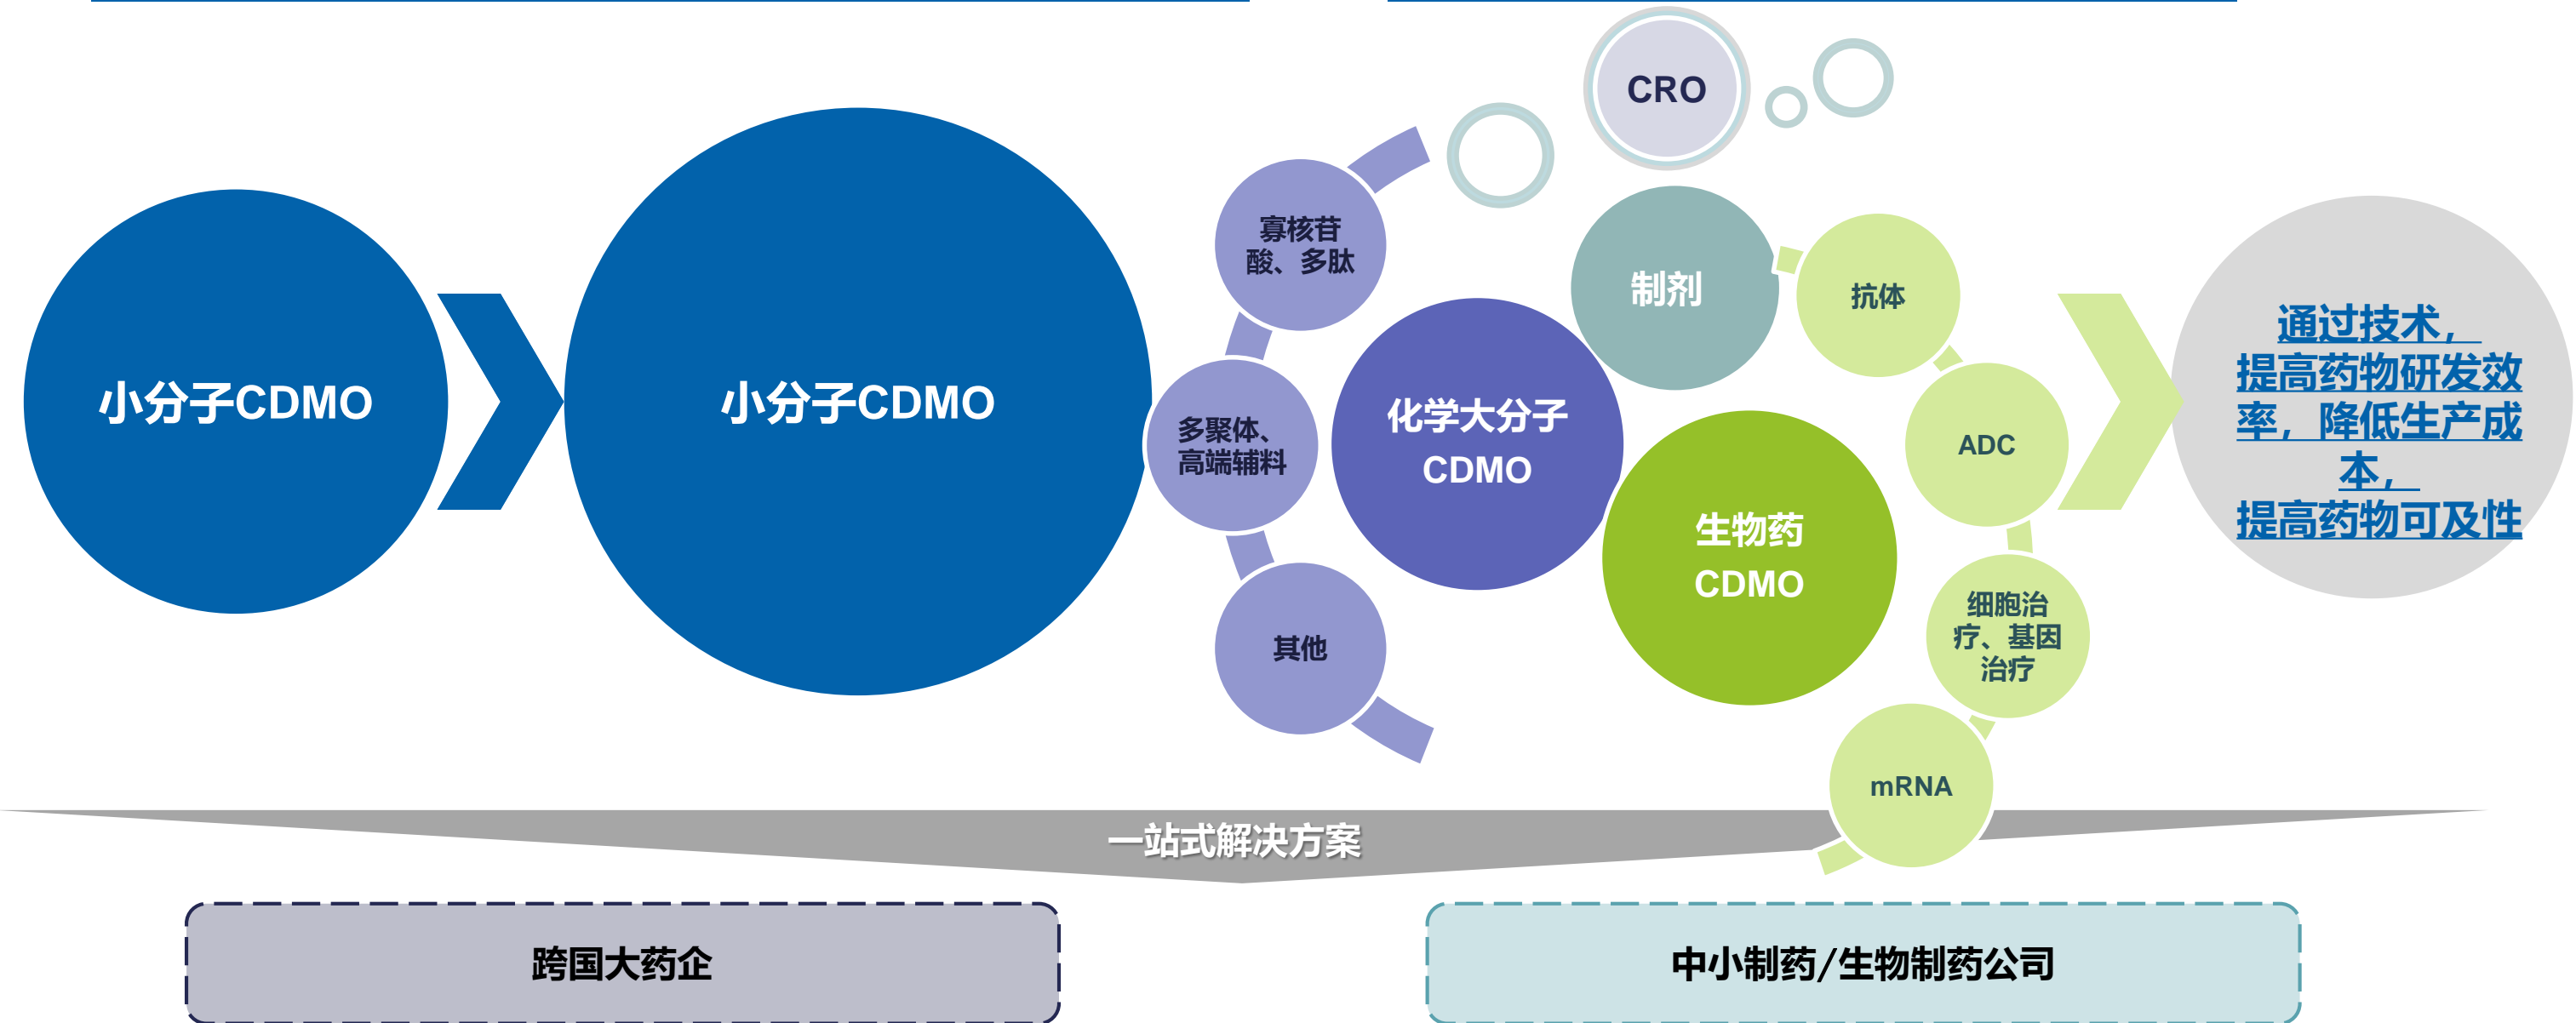 小分子CDMO
小分子CDMO
CRO
寡核苷
酸、多肽
多聚体、
高端辅料
其他
化学大分子
CDMO
制剂
生物药
CDMO
抗体
ADC
细胞治
疗、基因
治疗
mRNA
通过技术，
提高药物研发效
率，降低生产成
本，
提高药物可及性
一站式解决方案
跨国大药企
中小制药/生物制药公司